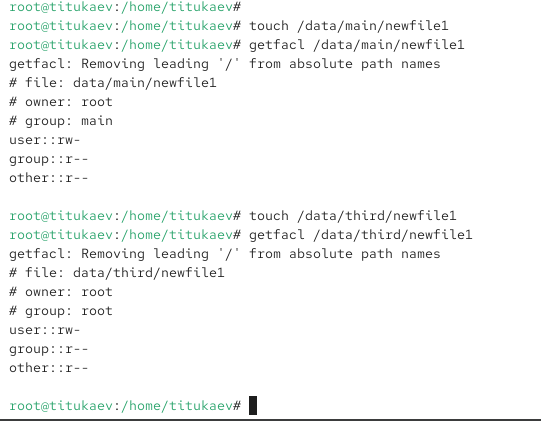 root@titukaev:/home/titukaev#
root@titukaev:/home/titukaev# touch /data/main/newfile1
root@titukaev:/home/titukaev# getfacl /data/main/newfile1
getfacl: Removing leading '/' from absolute path names
# file: data/main/newfile1
# owner: root
# group: main
user::rw-
group::r--
other::r--
root@titukaev:/home/titukaev# touch /data/third/newfile1
root@titukaev:/home/titukaev# getfacl /data/third/newfile1
getfacl: Removing leading '/' from absolute path names
# file: data/third/newfile1
# owner: root
# group: root
user::rw-
group::r--
other::r--
root@titukaev:/home/titukaev#